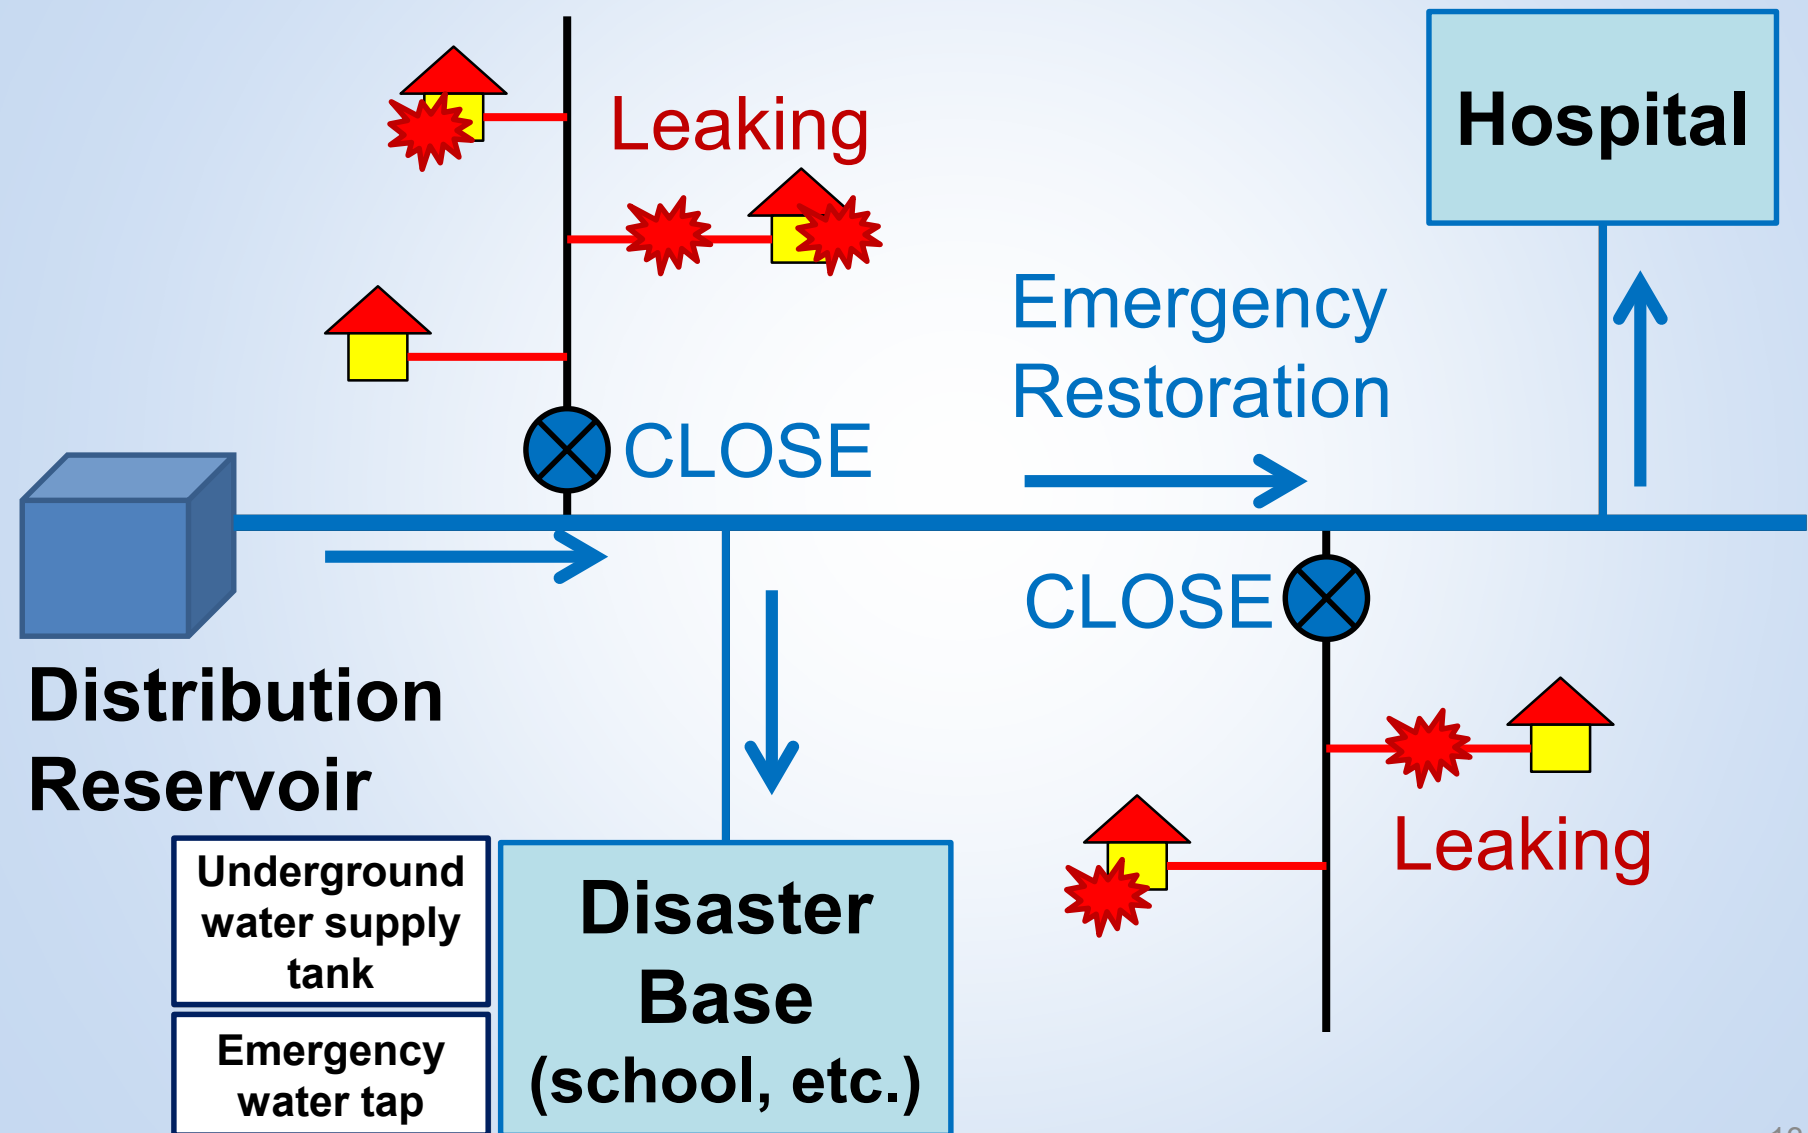 Leaking
Hospital
Emergency
Restoration
CLOSE
CLOSE
Distribution
Reservoir
Leaking
Underground
water supply
tank
Emergency
water tap
Disaster
Base
(school, etc.)